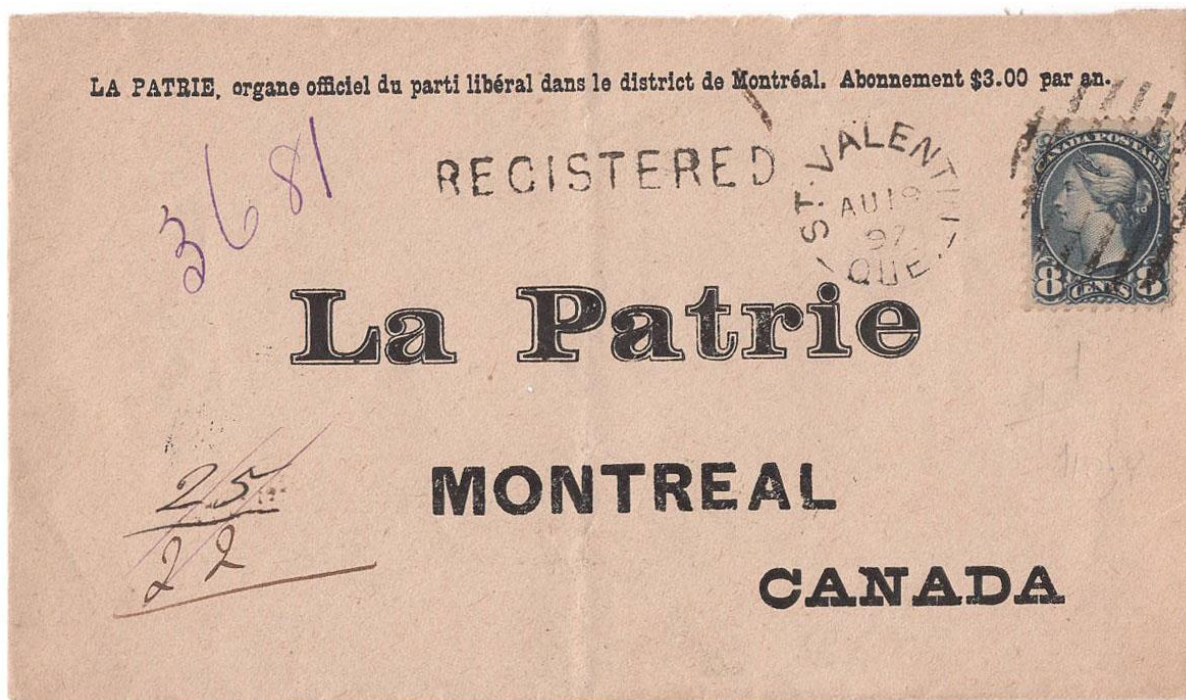 LA PATRIE, organe officiel du parti libéral dans le district de Montréal. Abonnement $3.00 par an.
3681
REGISTERED
ST. VALENTIN
AU 19
97
QUE.
CANADA POSTAGE
8 CENTS 8
La Patrie
25
22
MONTREAL
CANADA